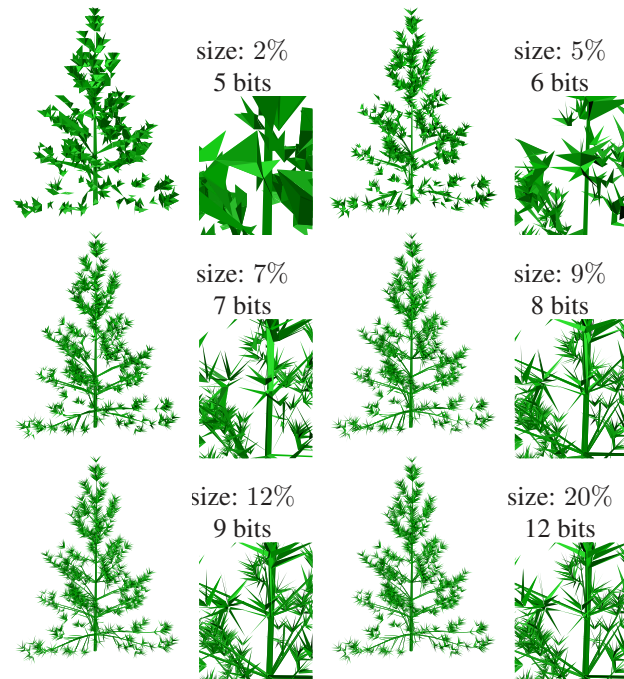 size: 2%
5 bits
size: 5%
6 bits
size: 7%
7 bits
size: 9%
8 bits
size: 12%
9 bits
size: 20%
12 bits